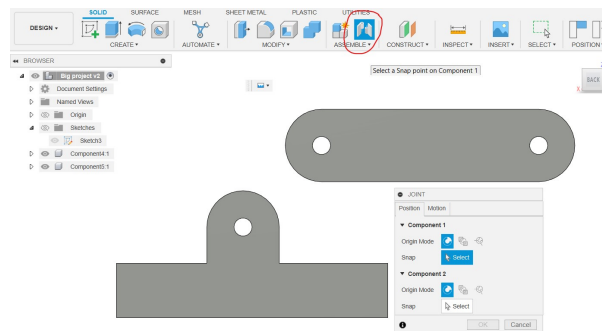 SOLID SURFACE MESH SHEET METAL PLASTIC UTILITIES
DESIGN
CREATE AUTOMATE MODIFY ASSEMBLE CONSTRUCT INSPECT INSERT SELECT POSITION
BROWSER
Select a Snap point on Component 1
BACK
X
Big project v2
Document Settings
Named Views
Origin
Sketches
Sketch3
Component4:1
Component5:1
JOINT
Position Motion
Component 1
Origin Mode
Snap Select
Component 2
Origin Mode
Snap Select
OK Cancel